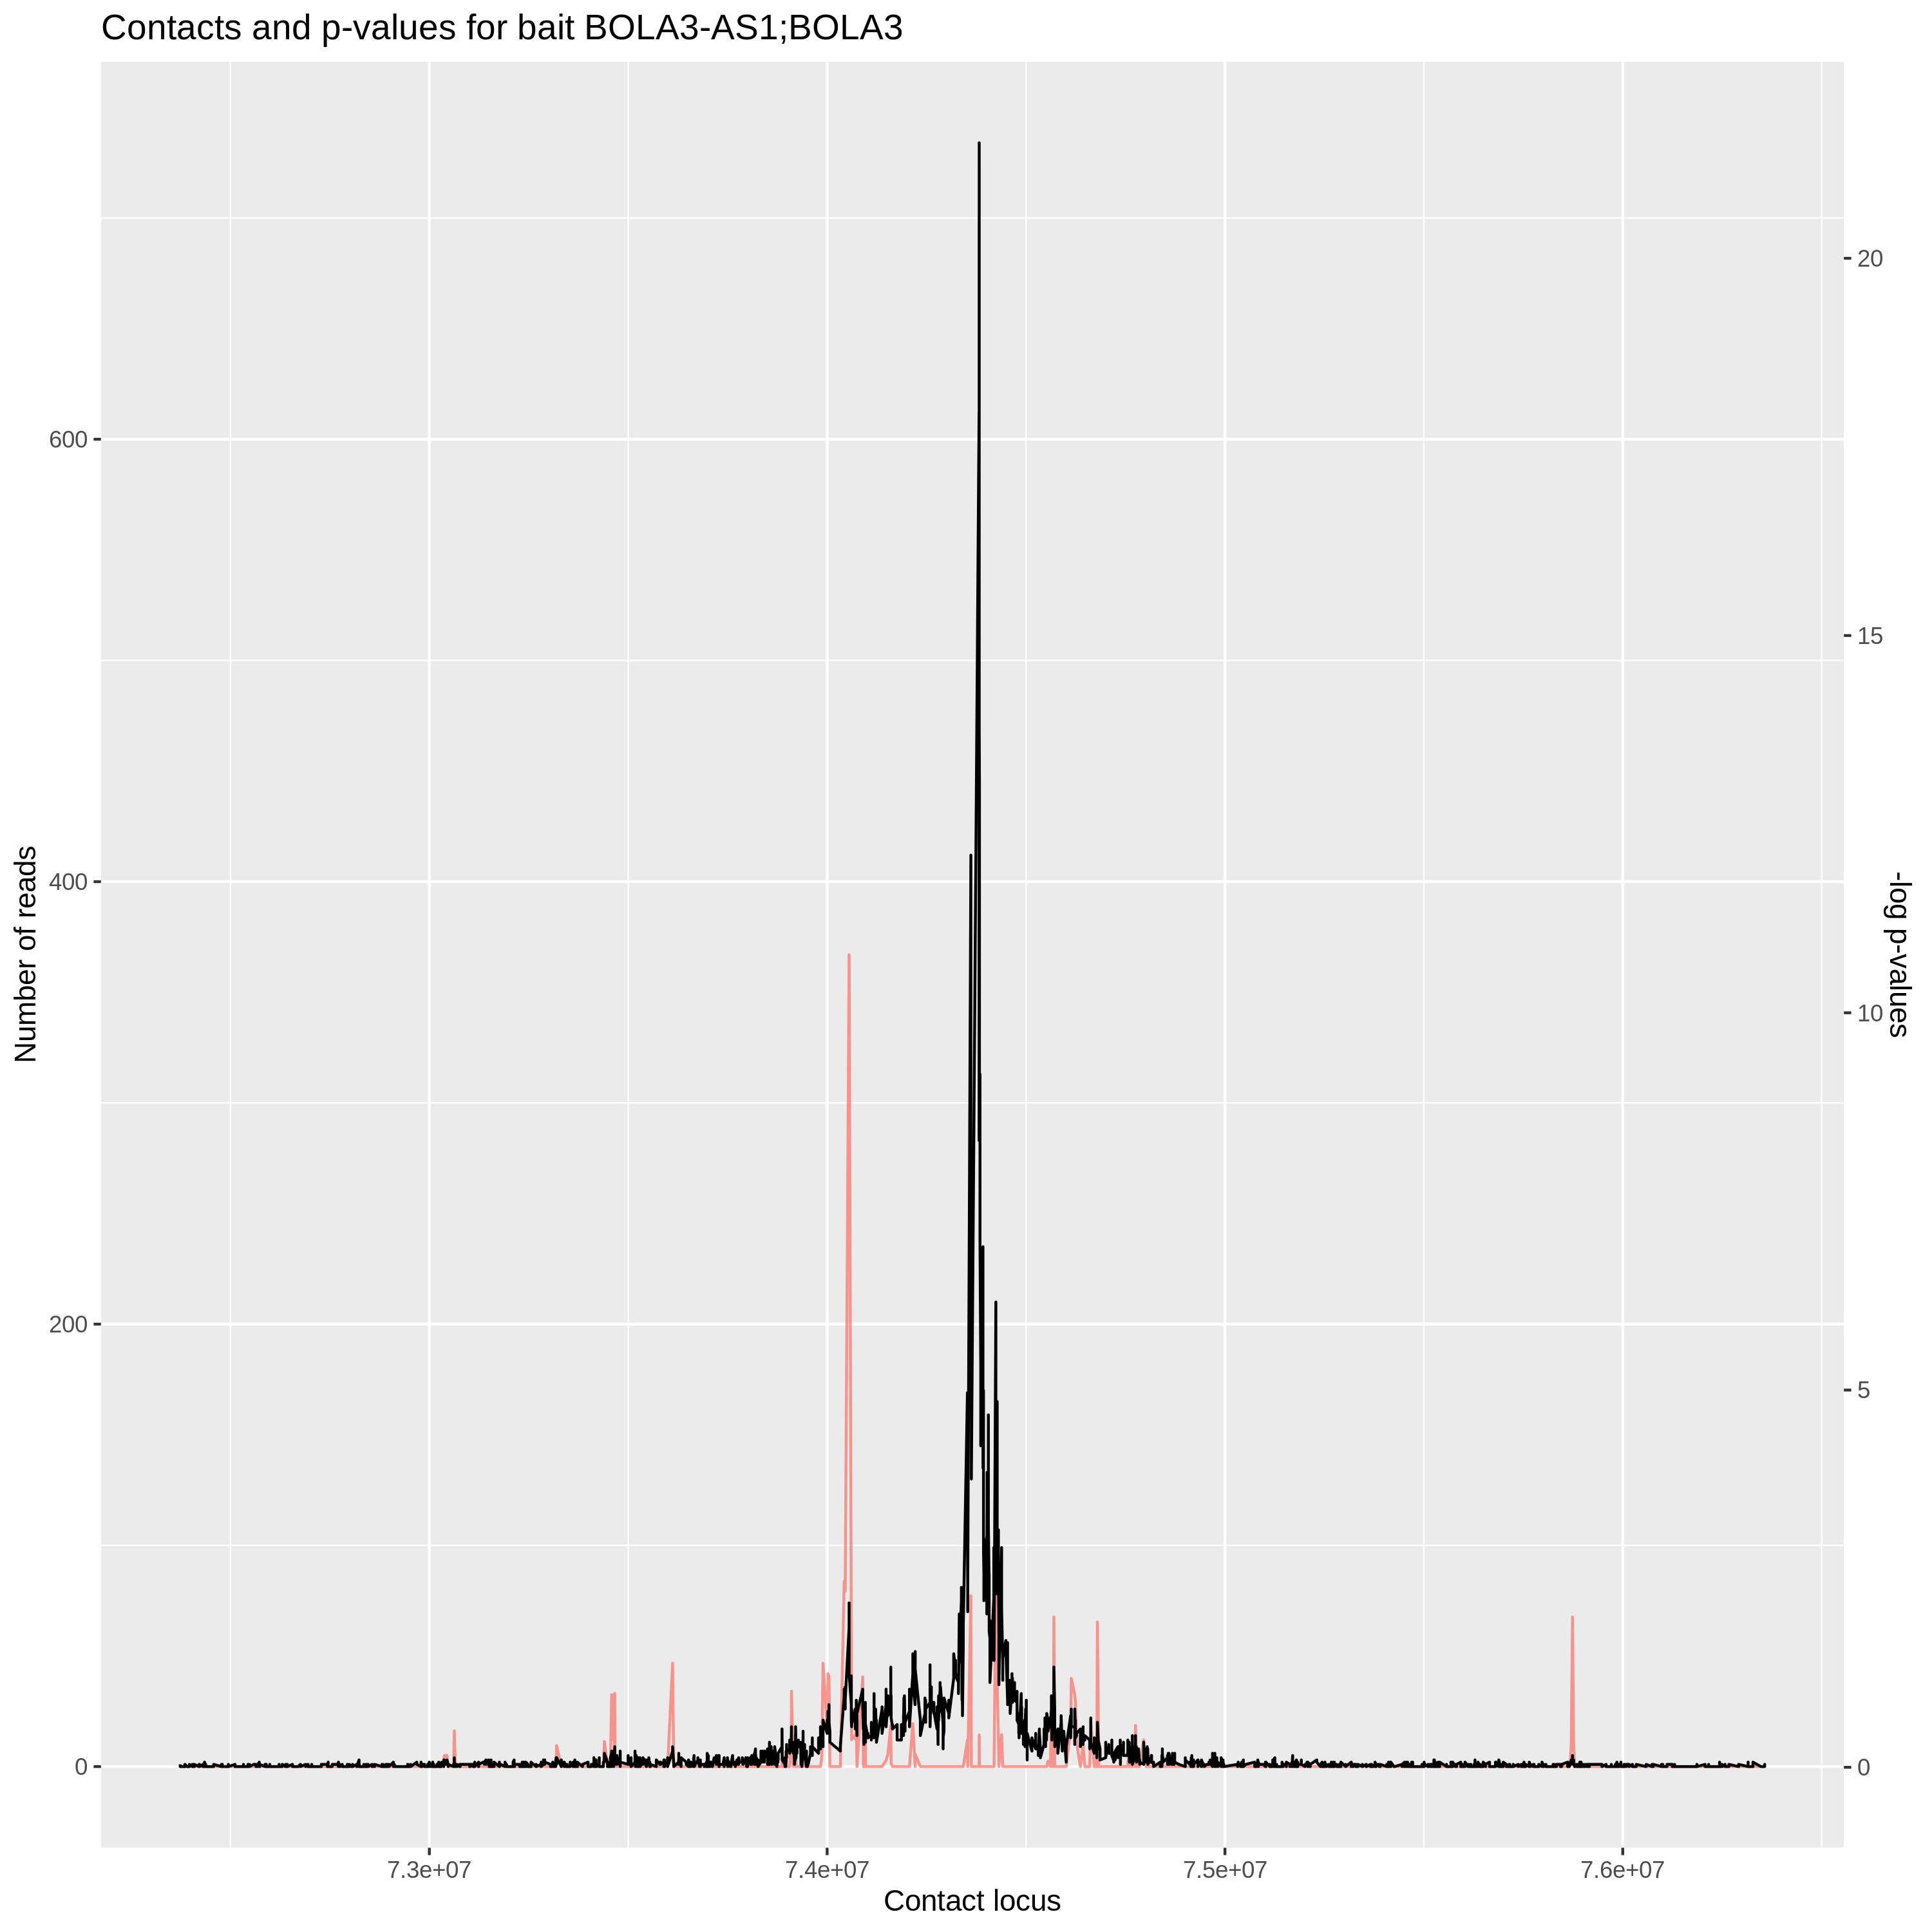 Contacts and p-values for bait BOLA3-AS1;BOLA3
Number of reads
600
400
200
0
20
15
10
5
0
-log p-values
7.3e+07
7.4e+07
7.5e+07
7.6e+07
Contact locus